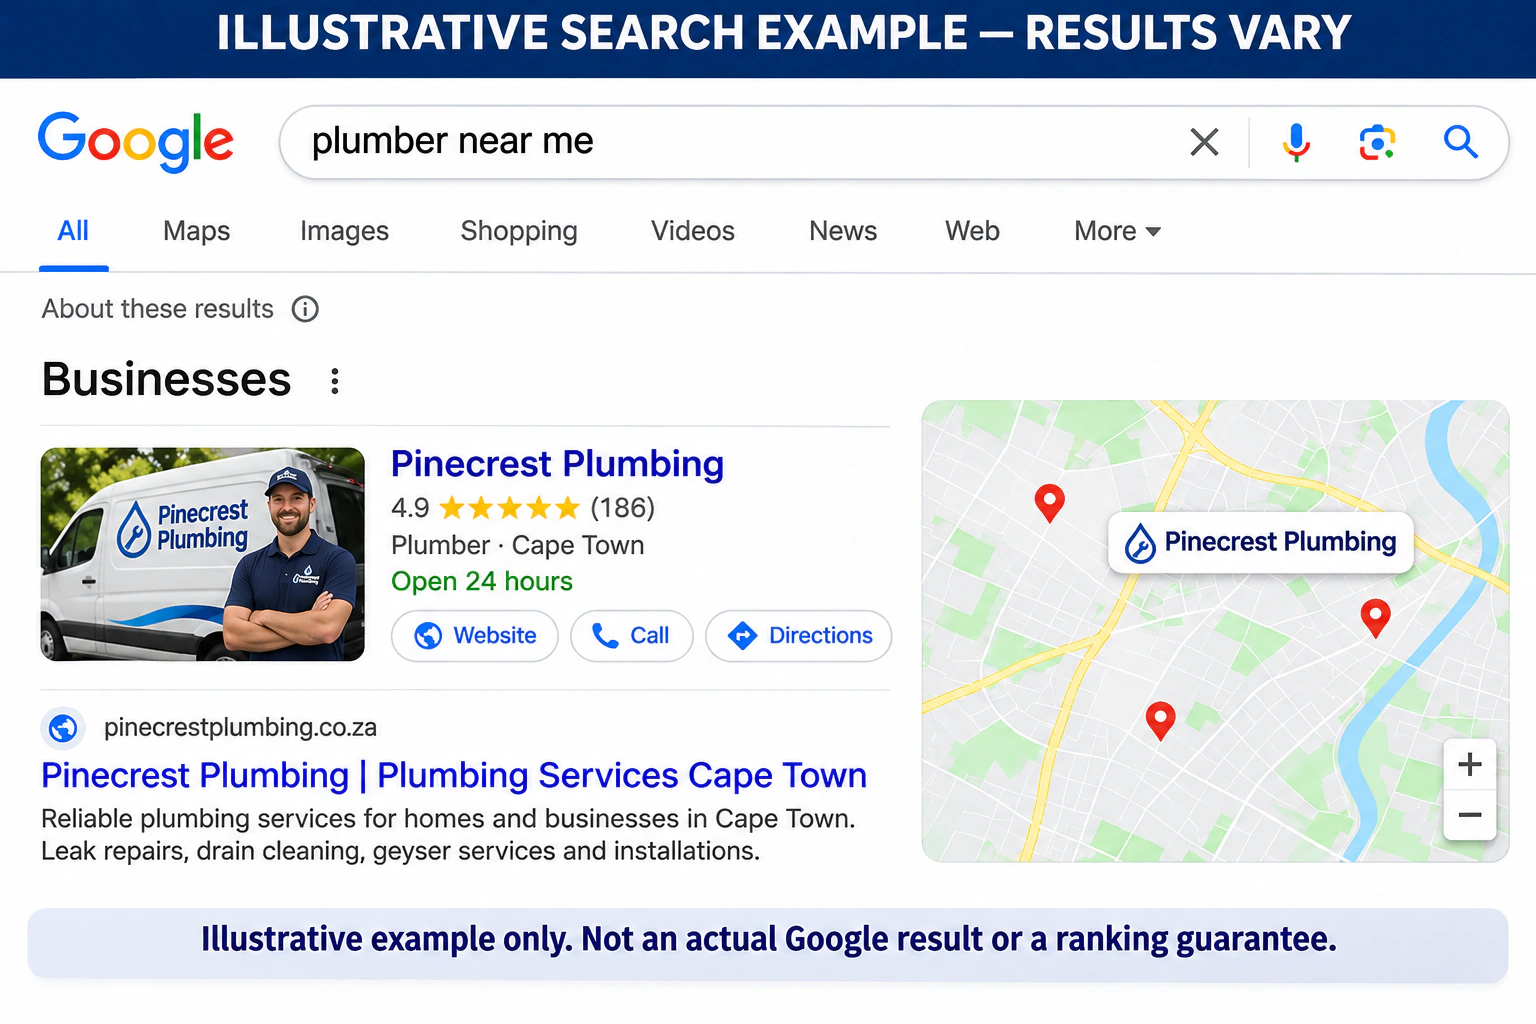 ILLUSTRATIVE SEARCH EXAMPLE — RESULTS VARY
Google
plumber near me
All Maps Images Shopping Videos News Web More
About these results
Businesses
Pinecrest
Plumbing
Pinecrest Plumbing
4.9 (186)
Plumber · Cape Town
Open 24 hours
Website Call Directions
Pinecrest Plumbing
pinecrestplumbing.co.za
Pinecrest Plumbing | Plumbing Services Cape Town
Reliable plumbing services for homes and businesses in Cape Town.
Leak repairs, drain cleaning, geyser services and installations.
Illustrative example only. Not an actual Google result or a ranking guarantee.